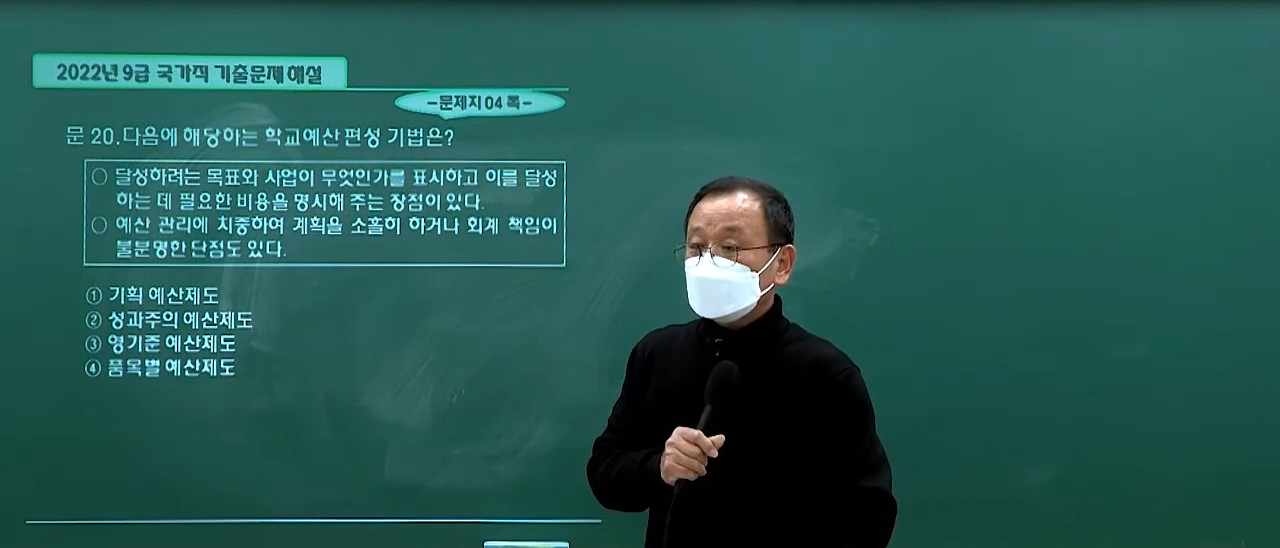 2022년 9급 국가직 기출문제 해설
-문제지 04 쪽-
문 20.다음에 해당하는 학교예산 편성 기법은?
○ 달성하려는 목표와 사업이 무엇인가를 표시하고 이를 달성
하는 데 필요한 비용을 명시해 주는 장점이 있다.
○ 예산 관리에 치중하여 계획을 소홀히 하거나 회계 책임이
불분명한 단점도 있다.
① 기획 예산제도
② 성과주의 예산제도
③ 영기준 예산제도
④ 품목별 예산제도